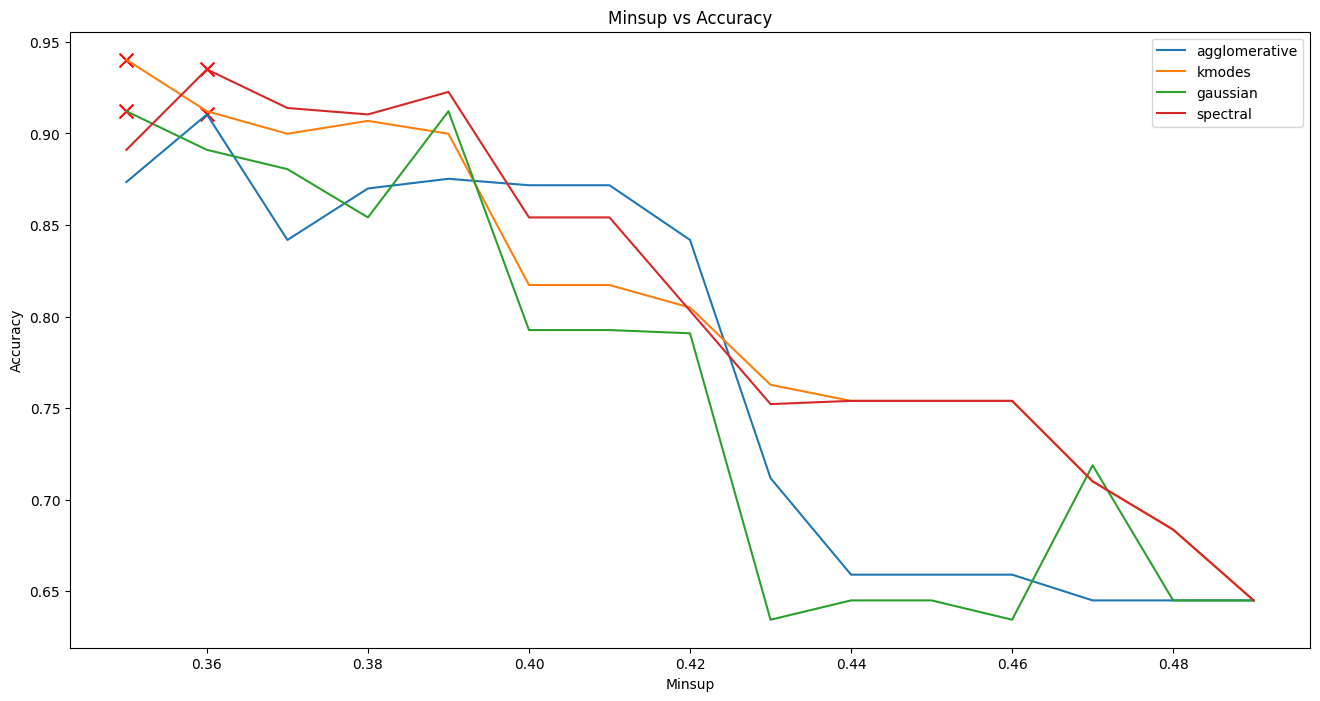 Minsup vs Accuracy
agglomerative
kmodes
gaussian
spectral
Accuracy
0.95
0.90
0.85
0.80
0.75
0.70
0.65
0.36 0.38 0.40 0.42 0.44 0.46 0.48
Minsup